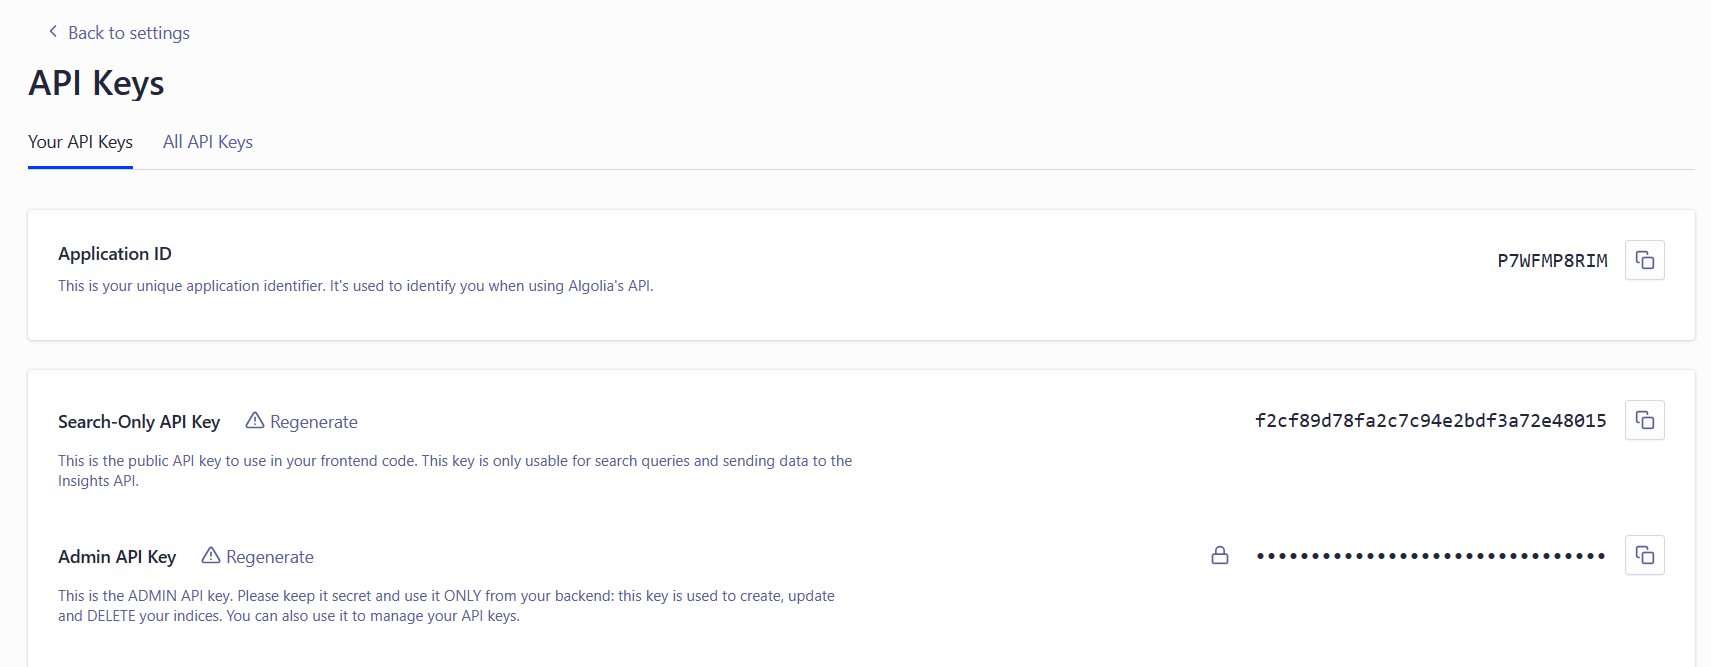 Back to settings
API Keys
Your API Keys
All API Keys
Application ID
This is your unique application identifier. It's used to identify you when using Algolia's API.
P7WFMP8RIM
Search-Only API Key
Regenerate
f2cf89d78fa2c7c94e2bdf3a72e48015
This is the public API key to use in your frontend code. This key is only usable for search queries and sending data to the
Insights API.
Admin API Key
Regenerate
••••••••••••••••••••••••••••••••
This is the ADMIN API key. Please keep it secret and use it ONLY from your backend: this key is used to create, update
and DELETE your indices. You can also use it to manage your API keys.